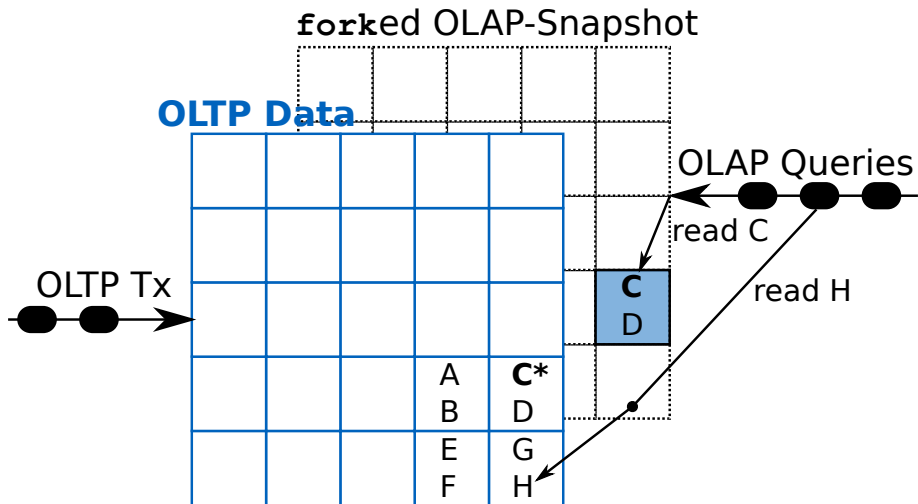 forked OLAP-Snapshot
OLTP Data
OLAP Queries
read C
OLTP Tx
read H
C
D
A
B
C*
D
E
F
G
H